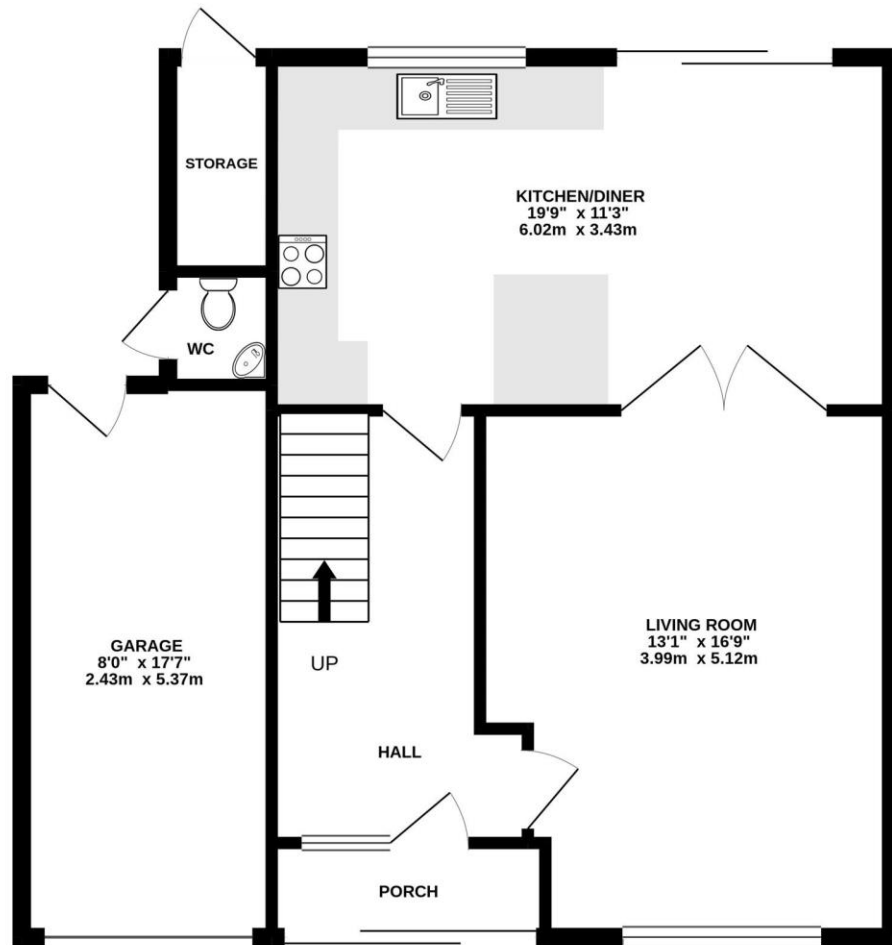 STORAGE
KITCHEN/DINER
19'9" x 11'3"
6.02m x 3.43m
WC
GARAGE
8'0" x 17'7"
2.43m x 5.37m
UP
LIVING ROOM
13'1" x 16'9"
3.99m x 5.12m
HALL
PORCH